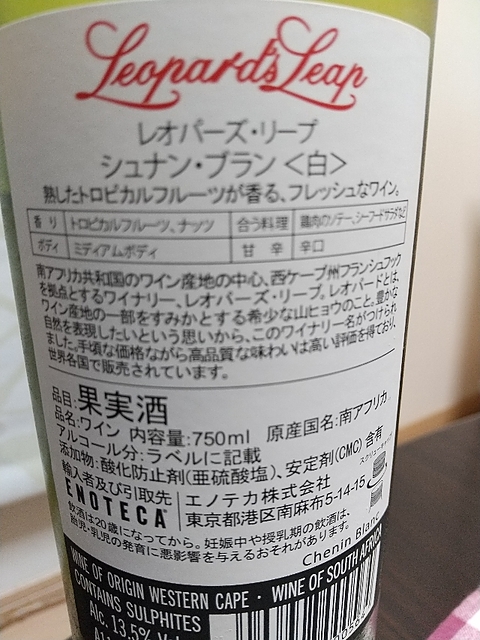 Leopard's Leap
レオパーズ・リープ
シュナン・ブラン <白>
熟したトロピカルフルーツが香る、フレッシュなワイン。
香り トロピカルフルーツ、ナッツ 合う料理 鶏肉のソテー、シーフードサラダなど
ボディ ミディアムボディ 甘辛 辛口
南アフリカ共和国のワイン産地の中心、西ケープ州フランシュフック
を拠点とするワイナリー、レオパーズ・リープ。レオパードとは、
ワイン産地の一部をすみかとする希少な山ヒョウのこと。豊かな
自然を表現したいという思いから、このワイナリー名がつけられ
ました。手頃な価格ながら高品質な味わいは高い評価を得ており、
世界各国で販売されています。
品目:果実酒
品名:ワイン 内容量:750ml 原産国名:南アフリカ
アルコール分:ラベルに記載
添加物:酸化防止剤(亜硫酸塩)、安定剤(CMC)含有
スクリューキャップ
輸入者及び引取先 エノテカ株式会社
ENOTECA 東京都港区南麻布5-14-15
飲酒は20歳になってから。妊娠中や授乳期の飲酒は、
胎児・乳児の発育に悪影響を与えるおそれがあります。
Chenin Blanc
WINE OF ORIGIN WESTERN CAPE · WINE OF SOUTH AFRICA
CONTAINS SULPHITES
Alc. 13.5%